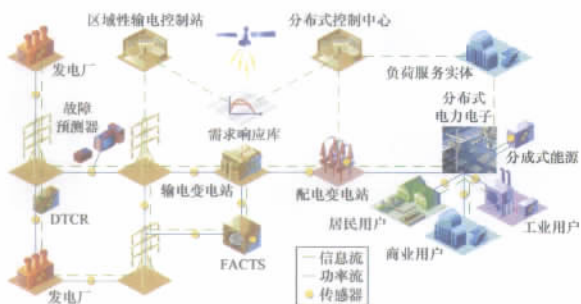 区域性输电控制站
分布式控制中心
发电厂
负荷服务实体
故障
预测器
需求响应库
分布式
电力电子
分成式能源
输电变电站
配电变电站
DTCR
居民用户
工业用户
商业用户
FACTS
发电厂
信息流
功率流
传感器